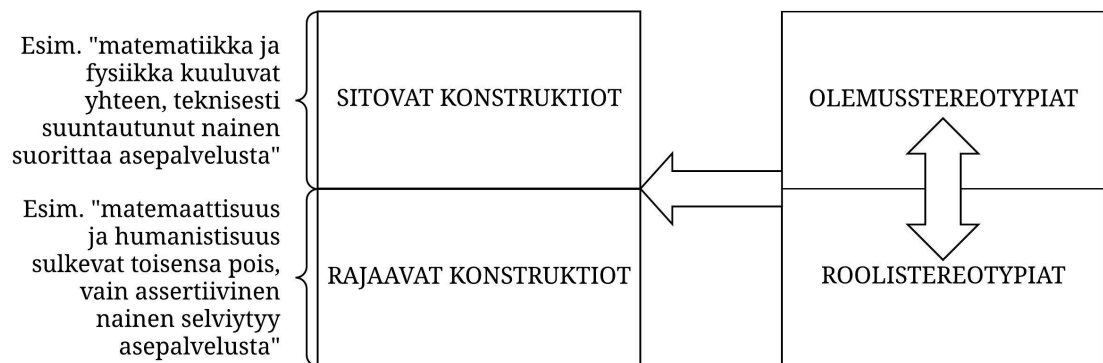 Esim. "matematiikka ja
fysiikka kuuluvat
yhteen, teknisesti
suuntautunut nainen
suorittaa asepalvelusta"
SITOVAT KONSTRUKTIOT
OLEMUSSTEREOTYPIAT
Esim. "matemaattisuus
ja humanistisuus
sulkevat toisensa pois,
vain assertiivinen
nainen selviytyy
asepalvelusta"
RAJAAVAT KONSTRUKTIOT
ROOLISTEREOTYPIAT